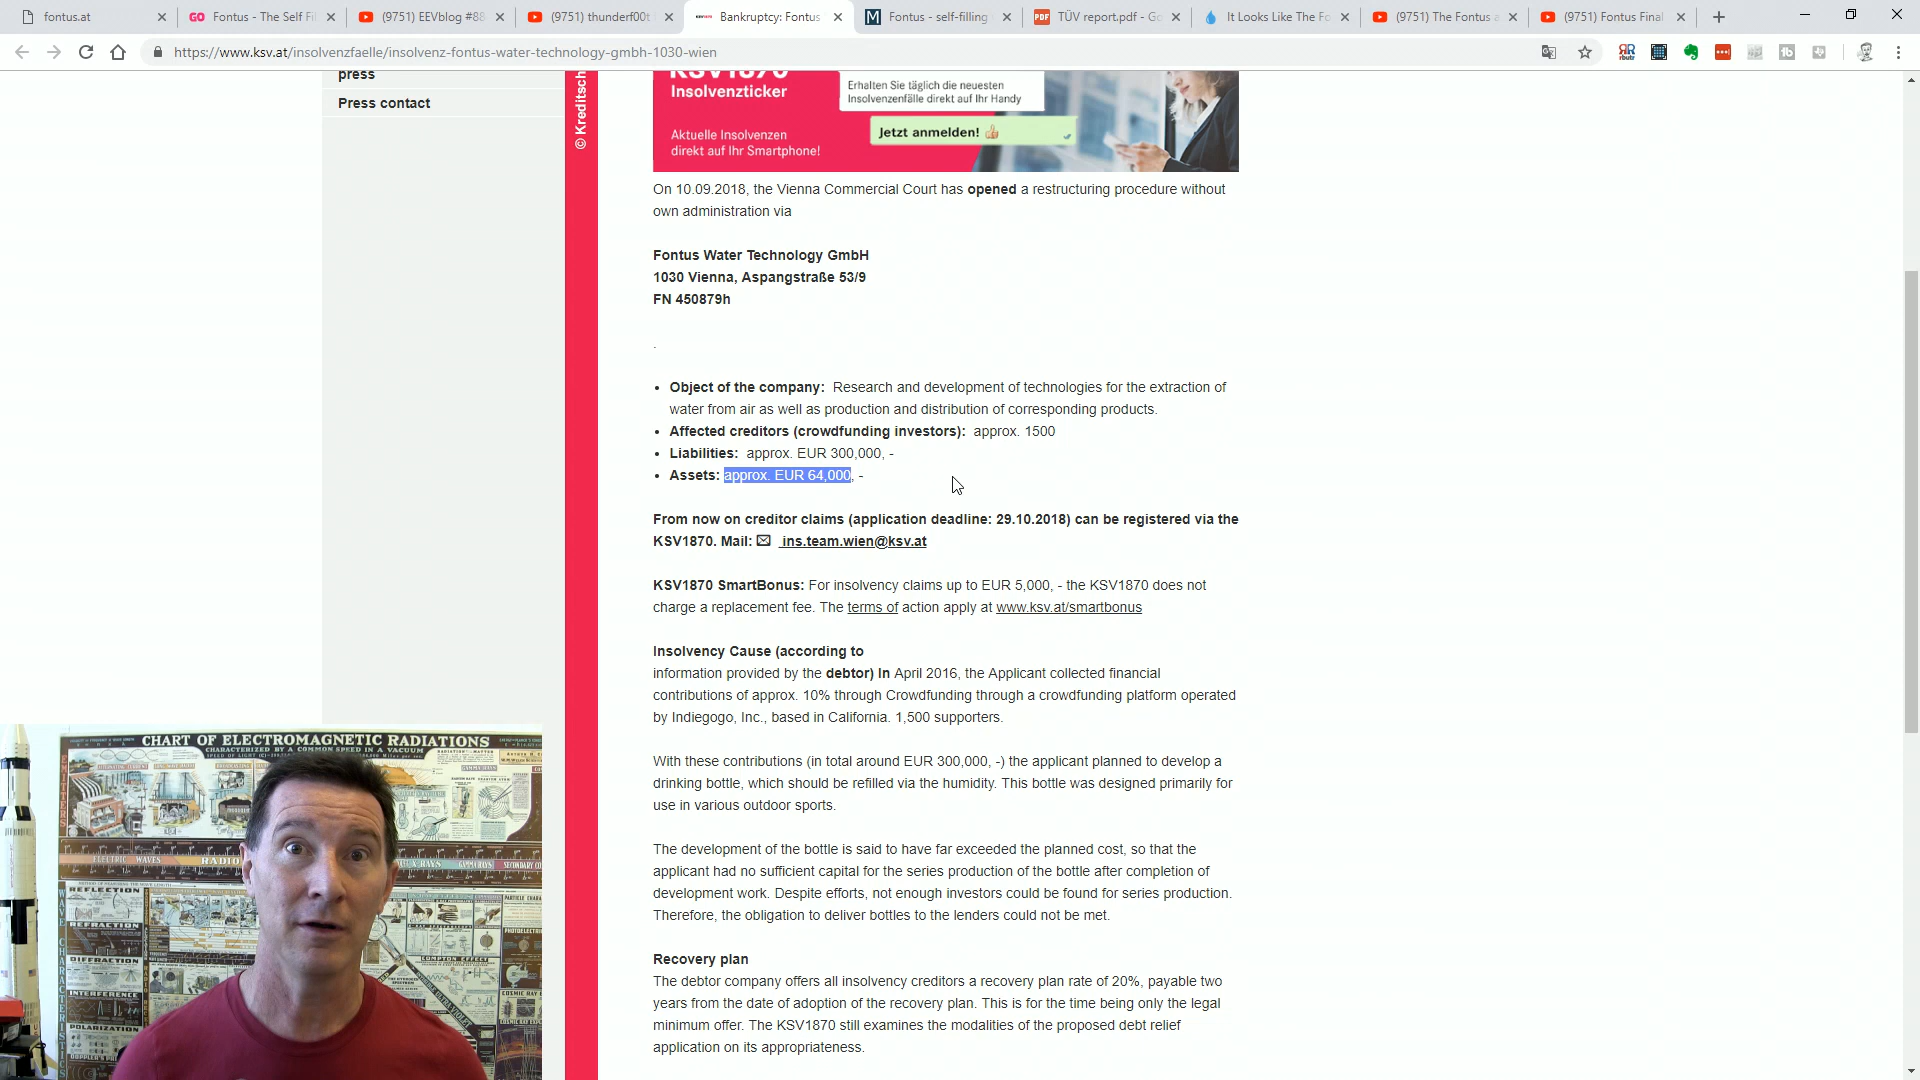 fontus.at
Fontus - The Self Fi
(9751) EEVblog #88
(9751) thunderf00t
Bankruptcy: Fontus
Fontus - self-filling
TÜV report.pdf - Go
It Looks Like The Fo
(9751) The Fontus a
(9751) Fontus Final
https://www.ksv.at/insolvenzfaelle/insolvenz-fontus-water-technology-gmbh-1030-wien
press
Press contact
© Kreditsch
KSV1870
Insolvenzticker
Aktuelle Insolvenzen
direkt auf Ihr Smartphone!
Erhalten Sie täglich die neuesten
Insolvenzenfälle direkt auf Ihr Handy
Jetzt anmelden!
On 10.09.2018, the Vienna Commercial Court has opened a restructuring procedure without
own administration via
Fontus Water Technology GmbH
1030 Vienna, Aspangstraße 53/9
FN 450879h
.
• Object of the company: Research and development of technologies for the extraction of
water from air as well as production and distribution of corresponding products.
• Affected creditors (crowdfunding investors): approx. 1500
• Liabilities: approx. EUR 300,000, -
• Assets: approx. EUR 64,000, -
From now on creditor claims (application deadline: 29.10.2018) can be registered via the
KSV1870. Mail: ins.team.wien@ksv.at
KSV1870 SmartBonus: For insolvency claims up to EUR 5,000, - the KSV1870 does not
charge a replacement fee. The terms of action apply at www.ksv.at/smartbonus
Insolvency Cause (according to
information provided by the debtor) In April 2016, the Applicant collected financial
contributions of approx. 10% through Crowdfunding through a crowdfunding platform operated
by Indiegogo, Inc., based in California. 1,500 supporters.
With these contributions (in total around EUR 300,000, -) the applicant planned to develop a
drinking bottle, which should be refilled via the humidity. This bottle was designed primarily for
use in various outdoor sports.
The development of the bottle is said to have far exceeded the planned cost, so that the
applicant had no sufficient capital for the series production of the bottle after completion of
development work. Despite efforts, not enough investors could be found for series production.
Therefore, the obligation to deliver bottles to the lenders could not be met.
Recovery plan
The debtor company offers all insolvency creditors a recovery plan rate of 20%, payable two
years from the date of adoption of the recovery plan. This is for the time being only the legal
minimum offer. The KSV1870 still examines the modalities of the proposed debt relief
application on its appropriateness.
CHART OF ELECTROMAGNETIC RADIATIONS
CHARACTERIZED BY A COMMON SPEED IN A VACUUM
ELECTRIC WAVES
RADIO
REFLECTION
REFRACTION
DIFFRACTION
INTERFERENCE
POLARIZATION
COMPTON EFFECT